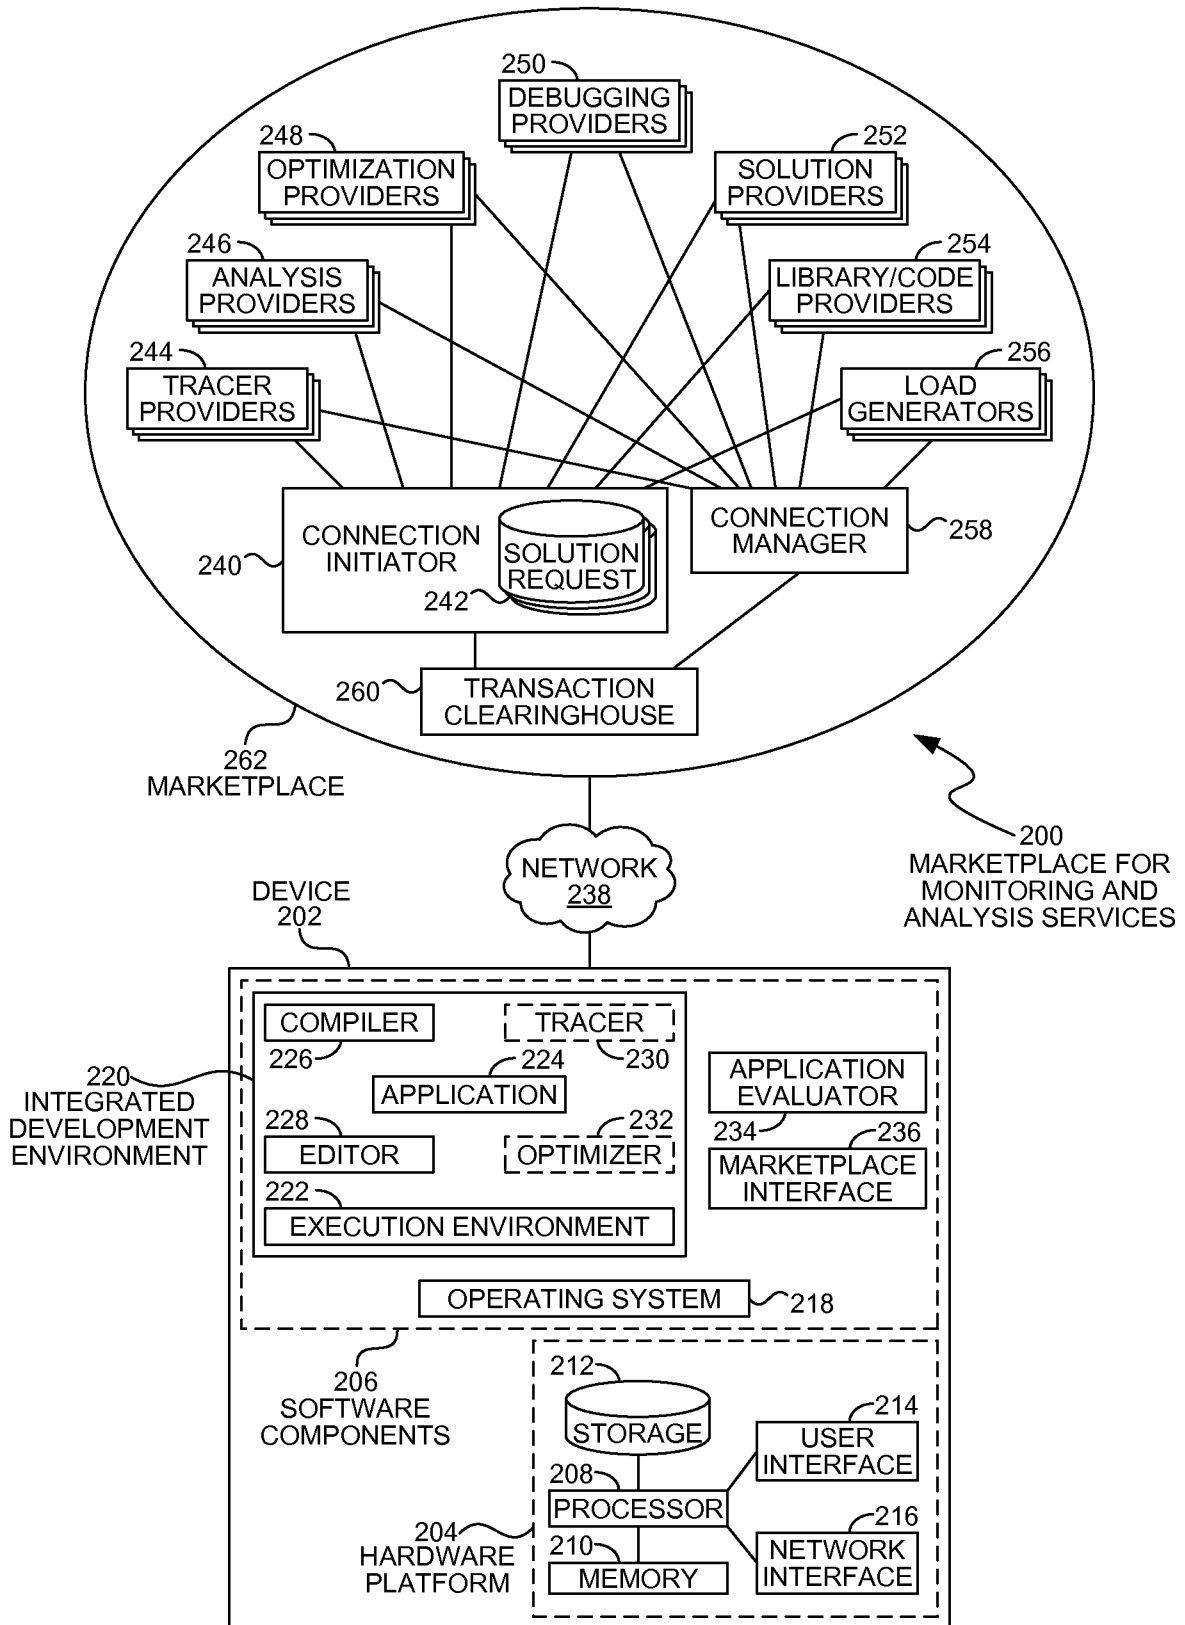 250
DEBUGGING
PROVIDERS
248
OPTIMIZATION
PROVIDERS
252
SOLUTION
PROVIDERS
246
ANALYSIS
PROVIDERS
254
LIBRARY/CODE
PROVIDERS
244
TRACER
PROVIDERS
256
LOAD
GENERATORS
CONNECTION
INITIATOR
240
SOLUTION
REQUEST
242
CONNECTION
MANAGER
258
260
TRANSACTION
CLEARINGHOUSE
262
MARKETPLACE
200
MARKETPLACE FOR
MONITORING AND
ANALYSIS SERVICES
NETWORK
238
DEVICE
202
COMPILER
226
TRACER
230
224
APPLICATION
220
INTEGRATED
DEVELOPMENT
ENVIRONMENT
228
EDITOR
232
OPTIMIZER
222
EXECUTION ENVIRONMENT
APPLICATION
EVALUATOR
234
236
MARKETPLACE
INTERFACE
OPERATING SYSTEM
218
206
SOFTWARE
COMPONENTS
212
STORAGE
214
USER
INTERFACE
208
PROCESSOR
204
HARDWARE
PLATFORM
210
MEMORY
216
NETWORK
INTERFACE